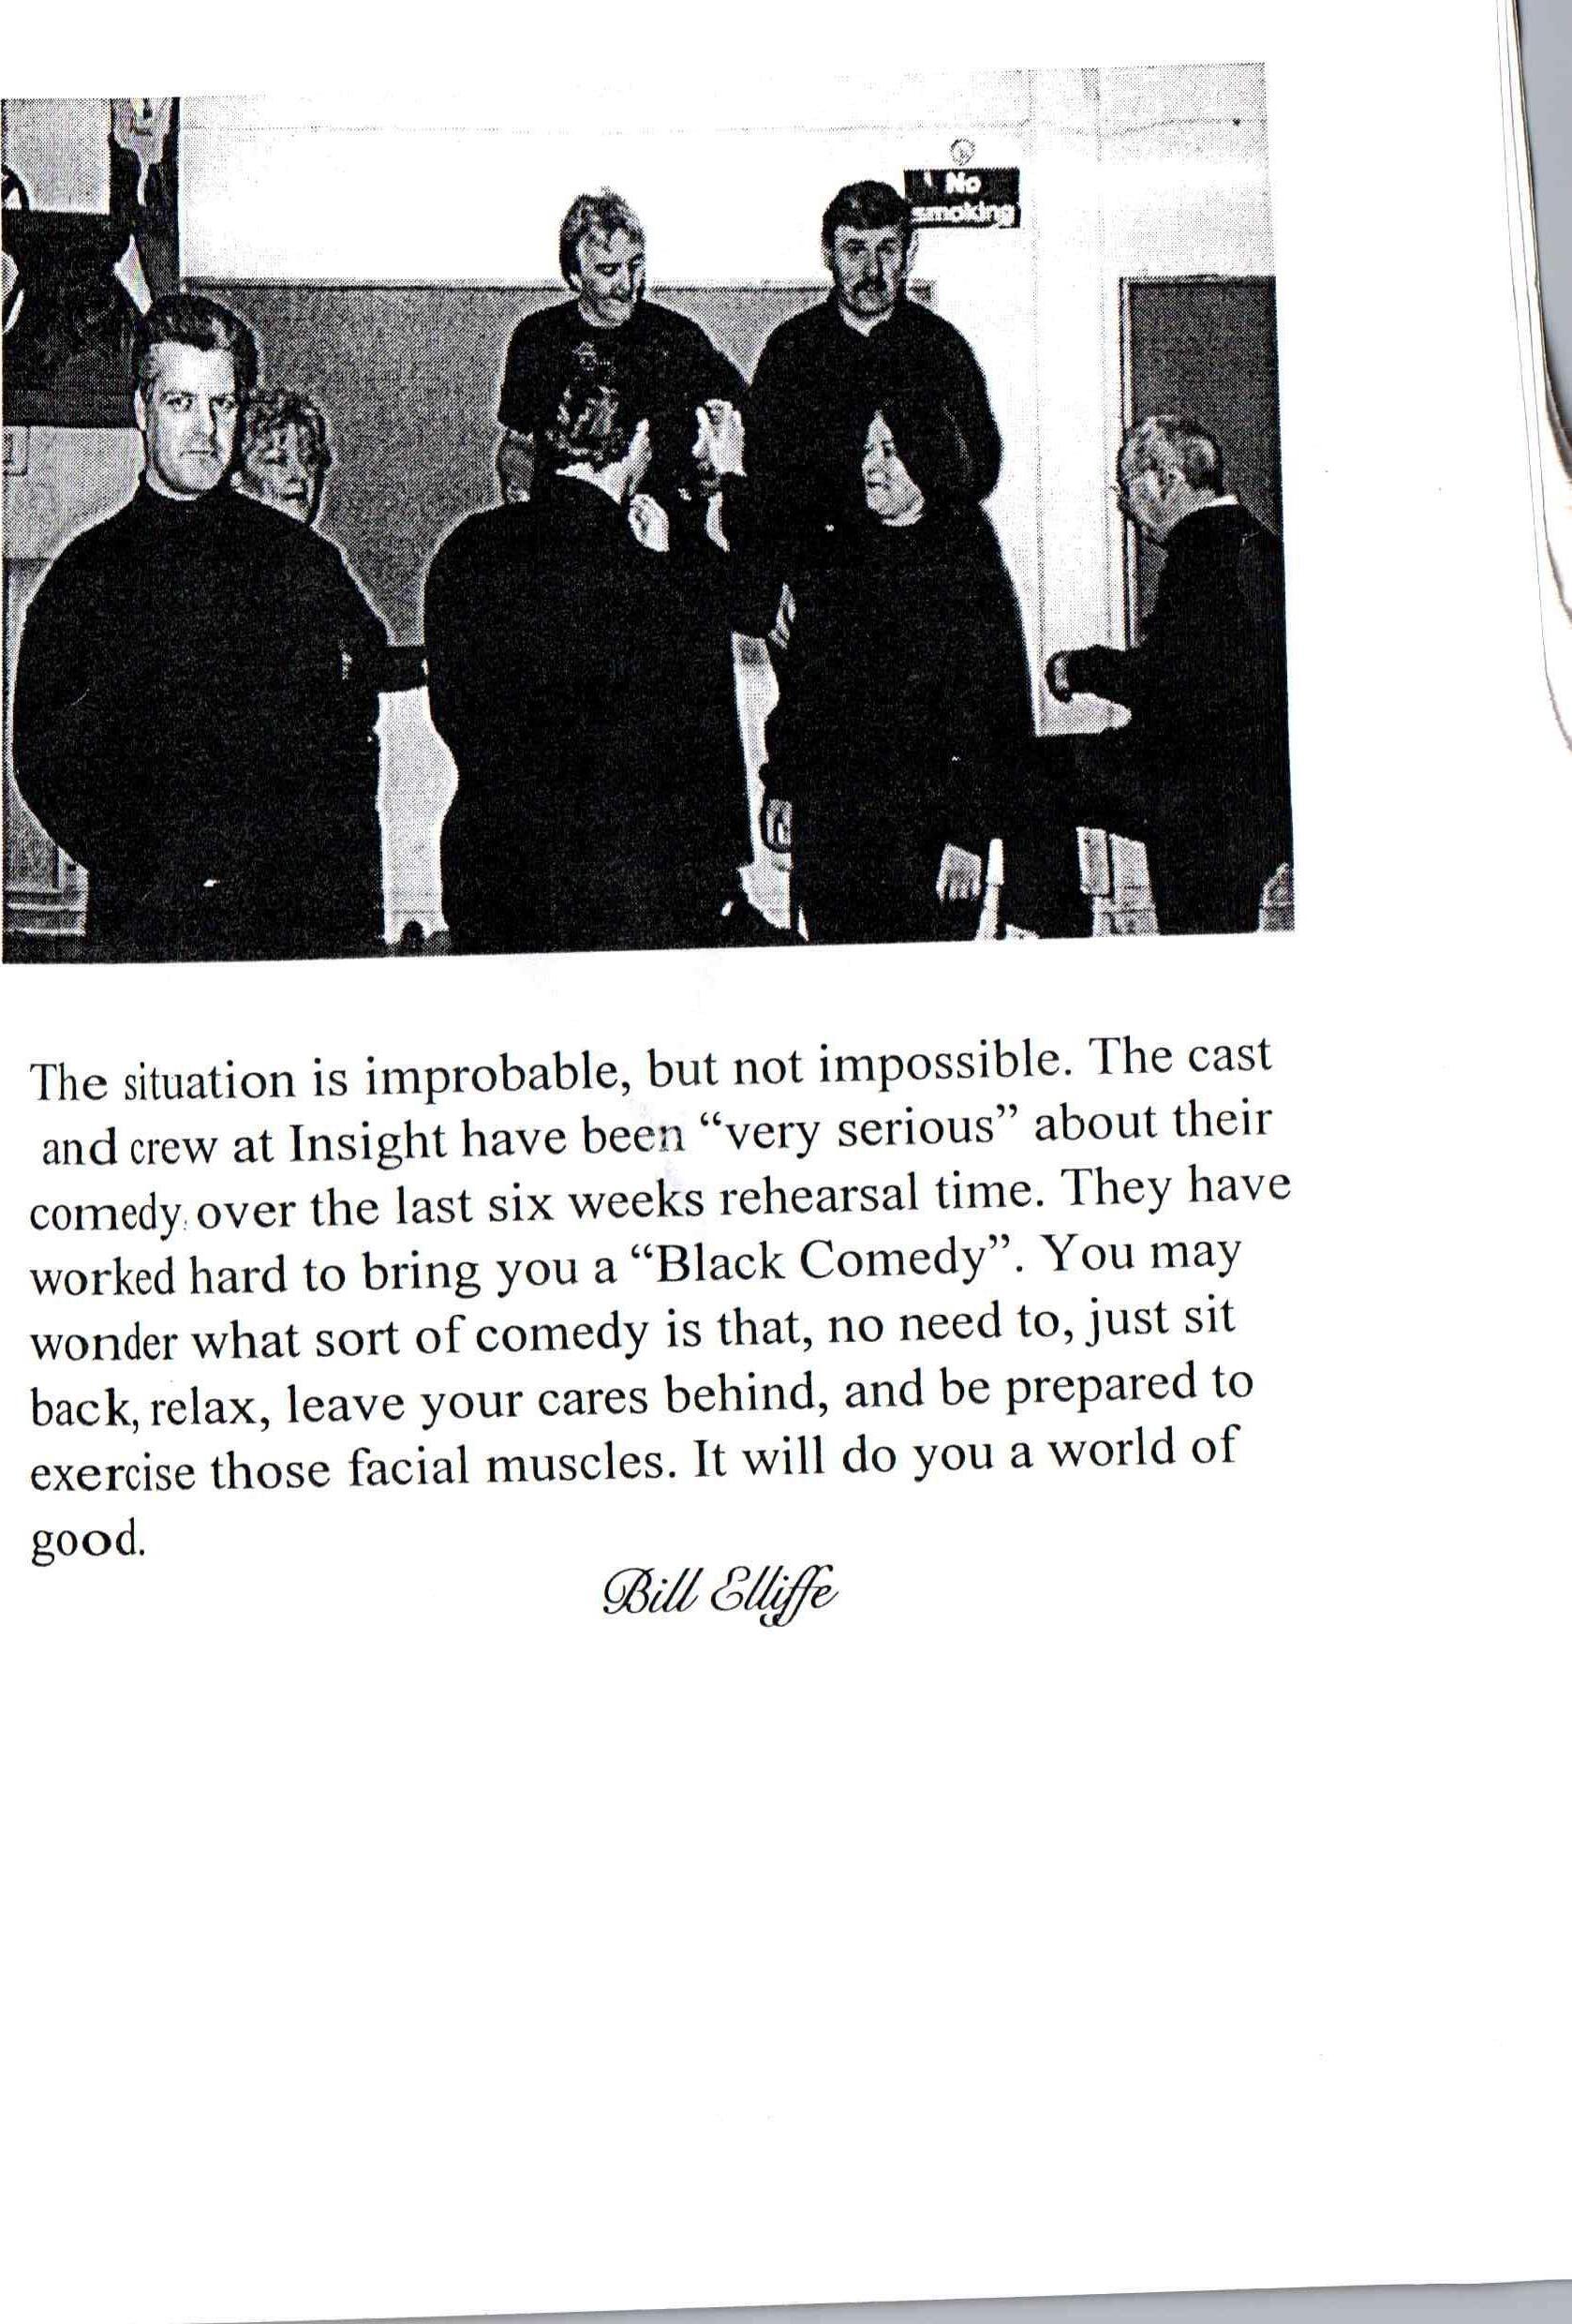 No
smoking
The situation is improbable, but not impossible. The cast
and crew at Insight have been “very serious” about their
comedy over the last six weeks rehearsal time. They have
worked hard to bring you a “Black Comedy”. You may
wonder what sort of comedy is that, no need to, just sit
back, relax, leave your cares behind, and be prepared to
exercise those facial muscles. It will do you a world of
good.
Bill Elliffe